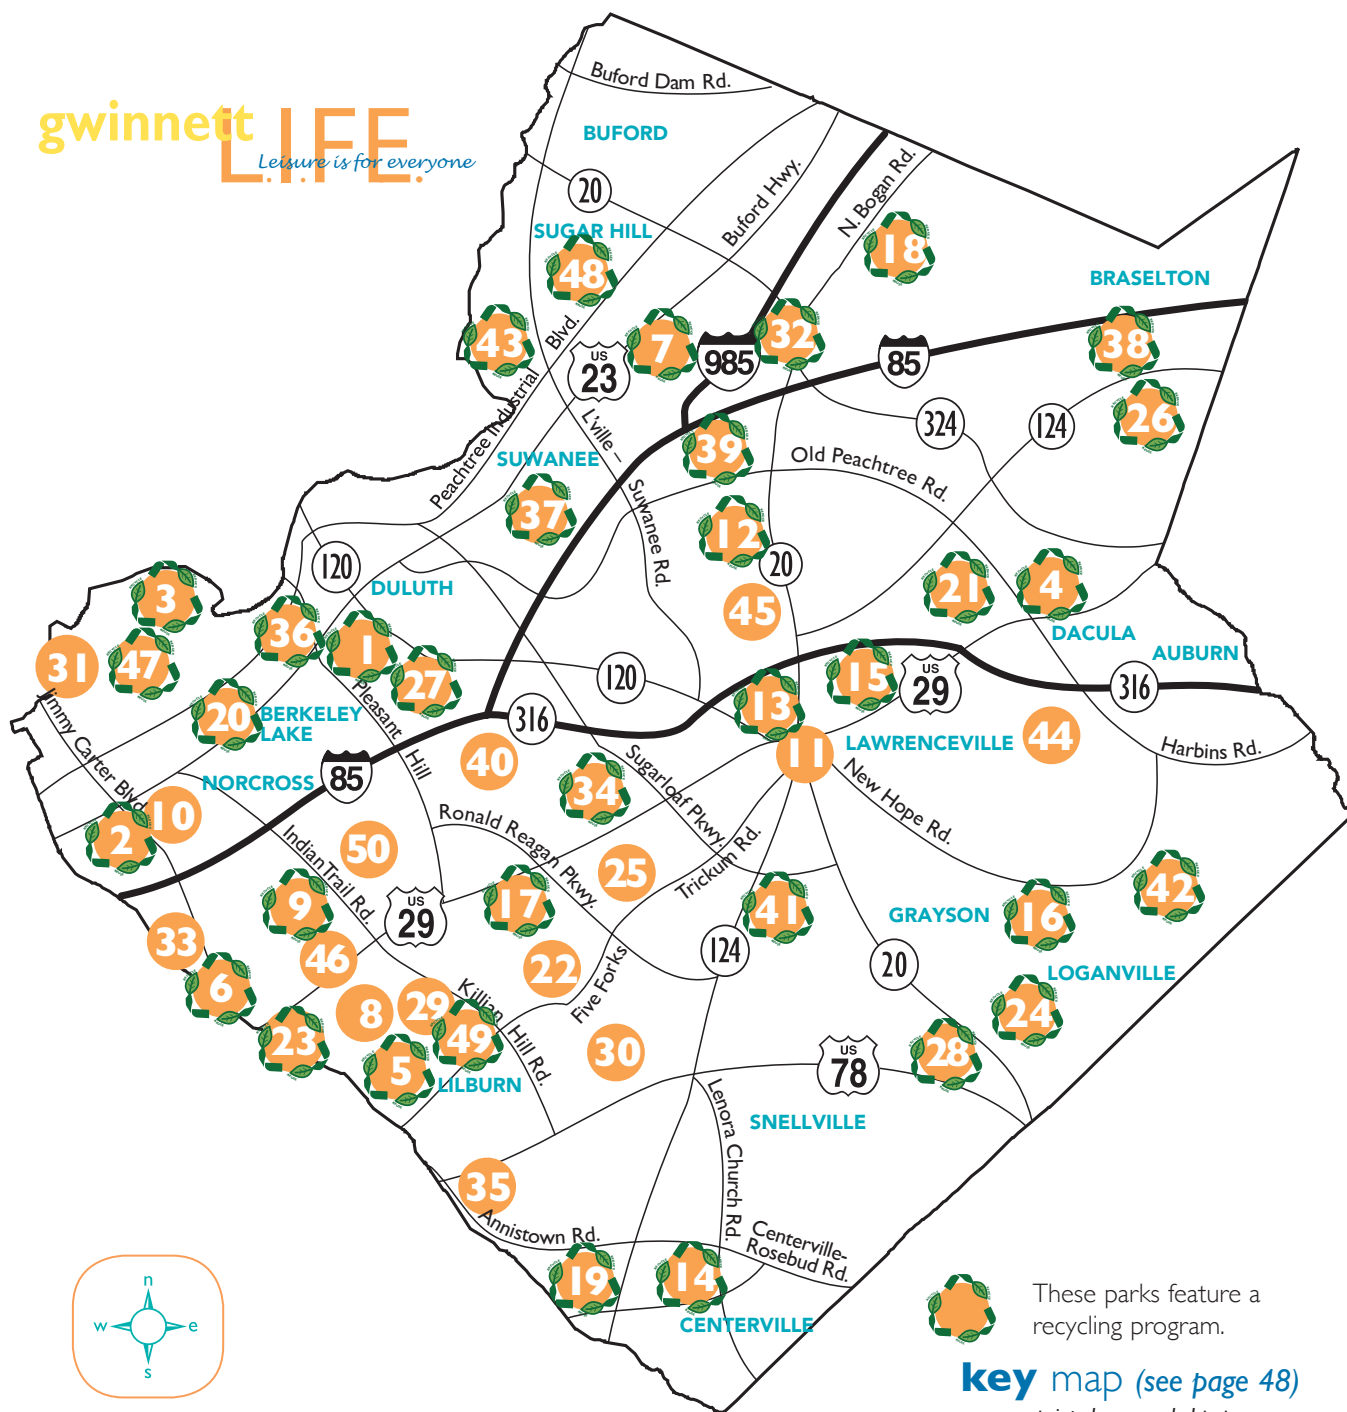 gwinnett
L.I.F.E.
Leisure is for everyone
Buford Dam Rd.
BUFORD
20
Buford Hwy.
N. Bogan Rd.
SUGAR HILL
48
18
BRASELTON
43
Blvd.
US
23
7
985
32
85
38
Peachtree Industrial
L'ville –
Suwanee Rd.
324
124
26
39
SUWANEE
Old Peachtree Rd.
37
12
20
120
DULUTH
3
45
21
4
DACULA
AUBURN
36
1
47
31
27
120
15
US
29
316
13
Jimmy Carter Blvd.
20
BERKELEY
LAKE
Pleasant Hill
316
11
LAWRENCEVILLE
44
Harbins Rd.
NORCROSS
85
40
34
Sugarloaf Pkwy.
New Hope Rd.
2
10
Indian Trail Rd.
50
Ronald Reagan Pkwy.
25
Trickum Rd.
42
9
US
29
17
41
GRAYSON
16
33
46
22
124
20
LOGANVILLE
6
8
29
Killian Hill Rd.
Five Forks
24
23
5
49
30
28
LILBURN
US
78
SNELLVILLE
Lenora Church Rd.
35
Annistown Rd.
Centerville-
Rosebud Rd.
19
14
CENTERVILLE
n
w
e
s
These parks feature a
recycling program.
key map (see page 48)